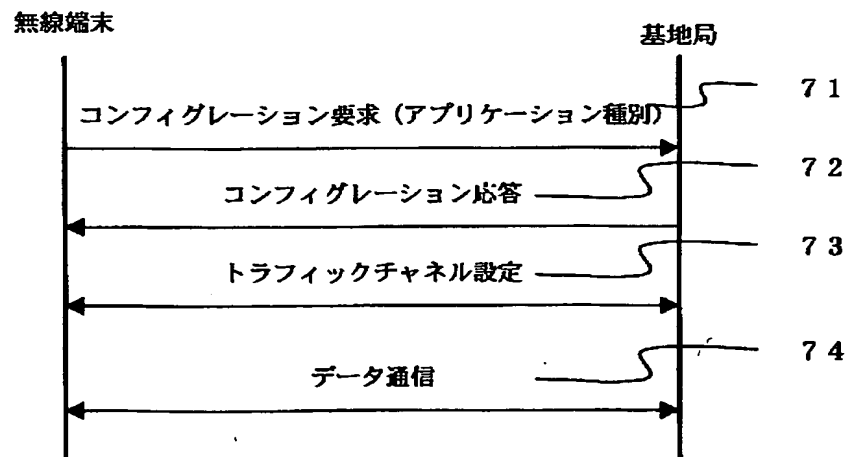 無線端末
基地局
コンフィグレーション要求（アプリケーション種別）
７１
コンフィグレーション応答
７２
トラフィックチャネル設定
７３
データ通信
７４